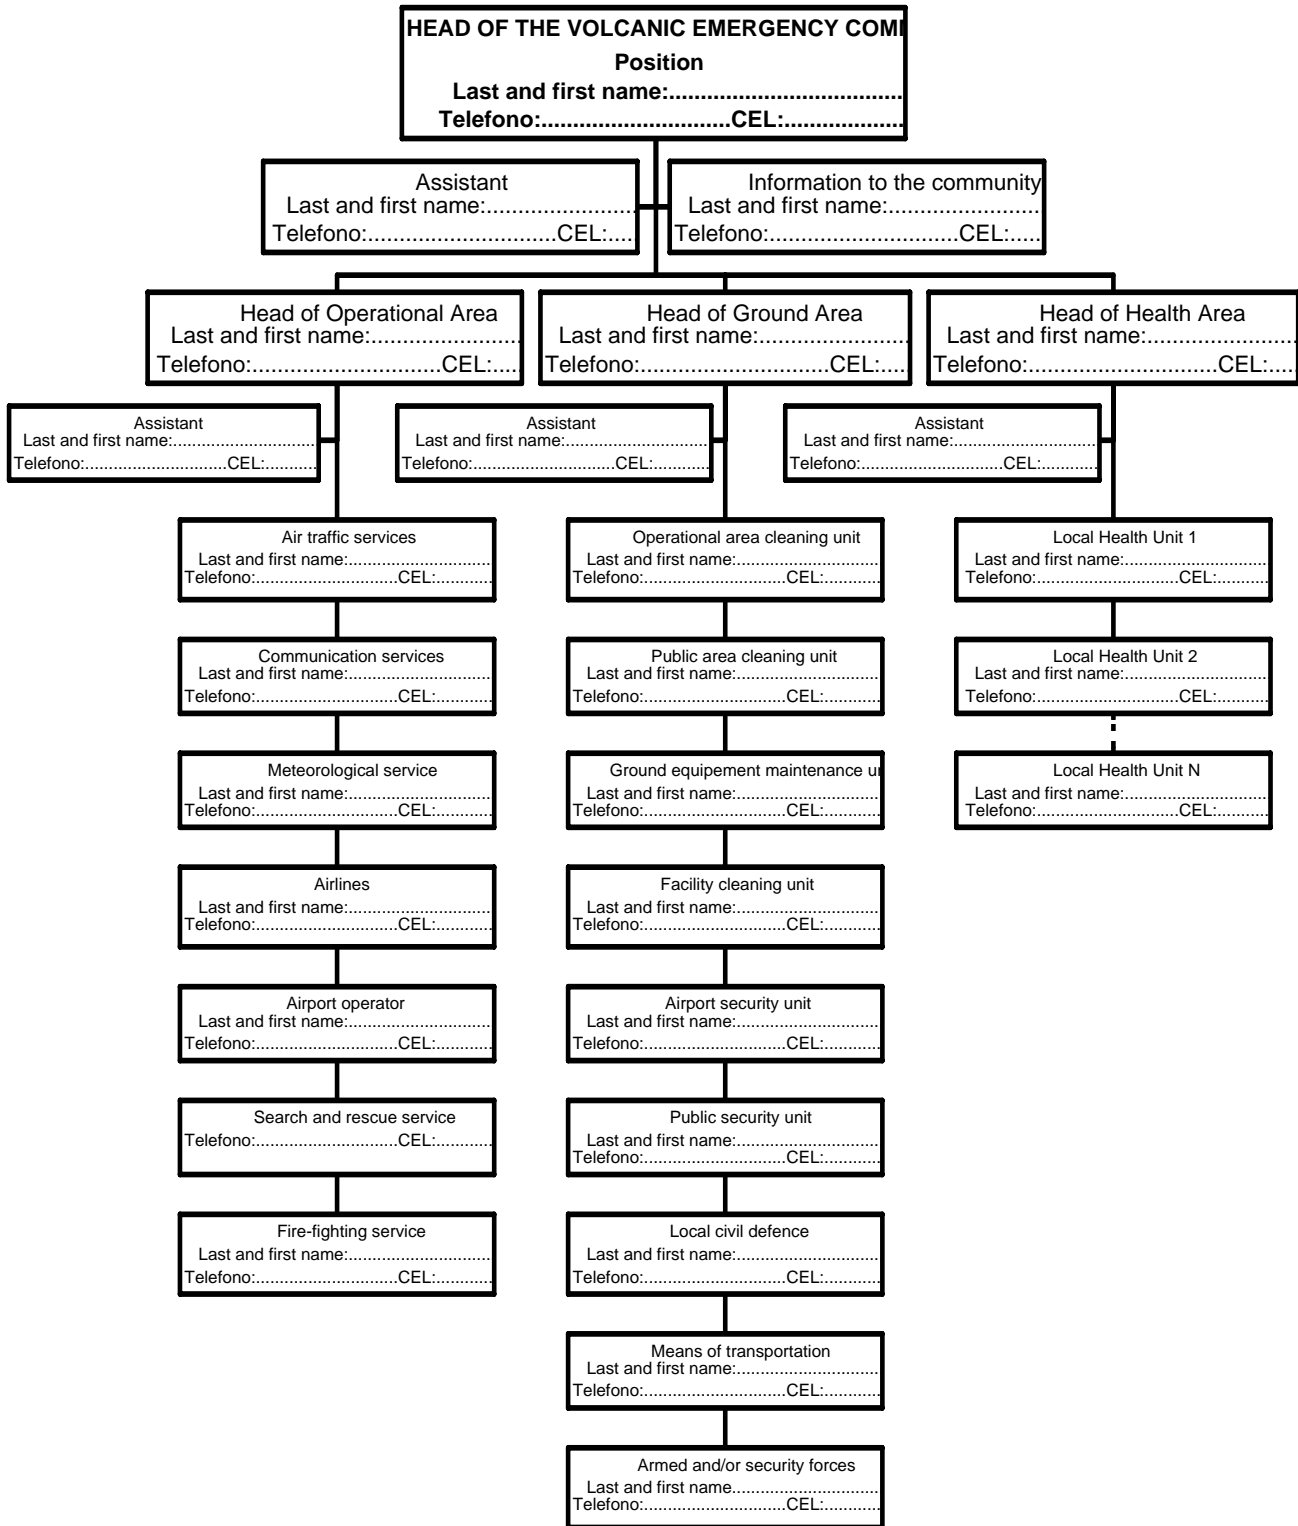 HEAD OF THE VOLCANIC EMERGENCY COMI
Position
Last and first name:.....................................
Telefono:..............................CEL:...................
Assistant
Last and first name:........................
Telefono:..............................CEL:....
Information to the community
Last and first name:........................
Telefono:..............................CEL:.....
Head of Operational Area
Last and first name:........................
Telefono:..............................CEL:.....
Head of Ground Area
Last and first name:........................
Telefono:..............................CEL:.....
Head of Health Area
Last and first name:........................
Telefono:..............................CEL:.....
Assistant
Last and first name:..................................
Telefono:..................................CEL:............
Assistant
Last and first name:..................................
Telefono:..................................CEL:............
Assistant
Last and first name:..................................
Telefono:..................................CEL:............
Air traffic services
Last and first name:..................................
Telefono:..................................CEL:.............
Communication services
Last and first name:..................................
Telefono:..................................CEL:.............
Meteorological service
Last and first name:..................................
Telefono:..................................CEL:.............
Airlines
Last and first name:..................................
Telefono:..................................CEL:.............
Airport operator
Last and first name:..................................
Telefono:..................................CEL:.............
Search and rescue service
Telefono:..................................CEL:.............
Fire-fighting service
Last and first name:..................................
Telefono:..................................CEL:.............
Operational area cleaning unit
Last and first name:..................................
Telefono:..................................CEL:.............
Public area cleaning unit
Last and first name:..................................
Telefono:..................................CEL:.............
Ground equipement maintenance
Last and first name:..................................
Telefono:..................................CEL:.............
Facility cleaning unit
Last and first name:..................................
Telefono:..................................CEL:.............
Airport security unit
Last and first name:..................................
Telefono:..................................CEL:.............
Public security unit
Last and first name:..................................
Telefono:..................................CEL:.............
Local civil defence
Last and first name:..................................
Telefono:..................................CEL:.............
Means of transportation
Last and first name:..................................
Telefono:..................................CEL:.............
Armed and/or security forces
Last and first name...................................
Telefono:..................................CEL:.............
Local Health Unit 1
Last and first name:..................................
Telefono:..................................CEL:............
Local Health Unit 2
Last and first name:..................................
Telefono:..................................CEL:............
Local Health Unit N
Last and first name:..................................
Telefono:..................................CEL:............